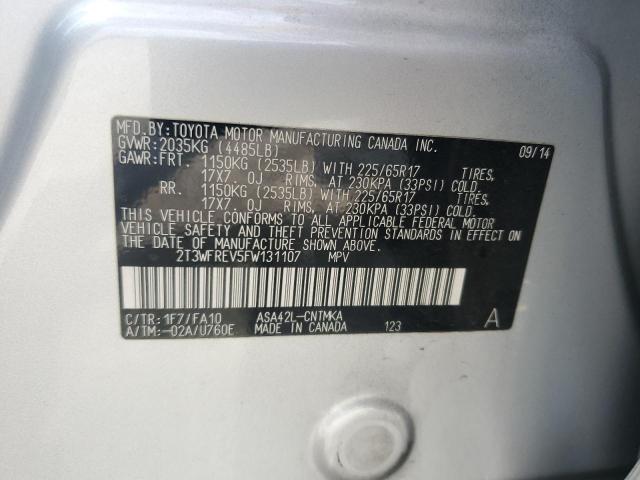 MFD.BY:TOYOTA MOTOR MANUFACTURING CANADA INC.
GVWR:2035KG (4485LB) 09/14
GAWR:FRT. 1150KG (2535LB) WITH 225/65R17 TIRES,
17X7.0J RIMS, AT 230KPA (33PSI) COLD.
RR. 1150KG (2535LB) WITH 225/65R17 TIRES,
17X7.0J RIMS, AT 230KPA (33PSI) COLD.
THIS VEHICLE CONFORMS TO ALL APPLICABLE FEDERAL MOTOR
VEHICLE SAFETY AND THEFT PREVENTION STANDARDS IN EFFECT ON
THE DATE OF MANUFACTURE SHOWN ABOVE.
2T3WFREV5FW131107 MPV
C/TR: 1F7/FA10 ASA42L-CNTMKA
A/TM:-02A/U760E MADE IN CANADA 123 A